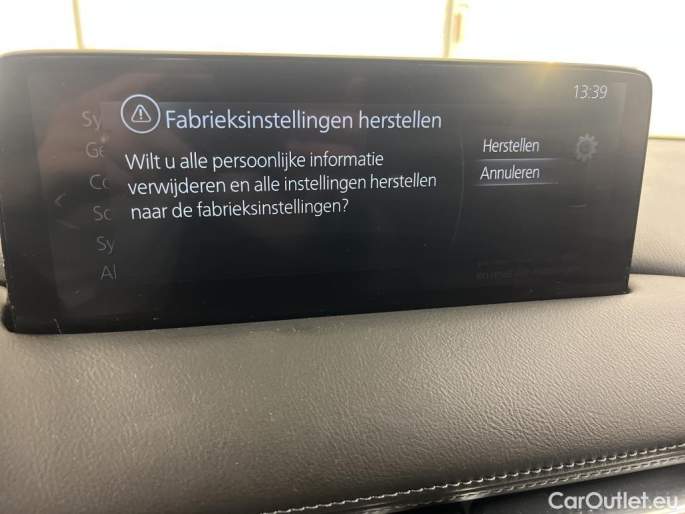 13:39
Fabrieksinstellingen herstellen
Wilt u alle persoonlijke informatie
verwijderen en alle instellingen herstellen
naar de fabrieksinstellingen?
Herstellen
Annuleren
CarOutlet.eu